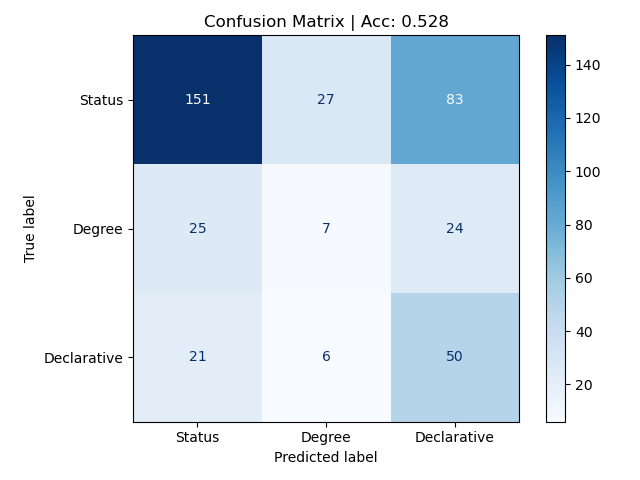 Confusion Matrix | Acc: 0.528
Status 151 27 83
Degree 25 7 24
Declarative 21 6 50
Status Degree Declarative
Predicted label
True label
140
120
100
80
60
40
20